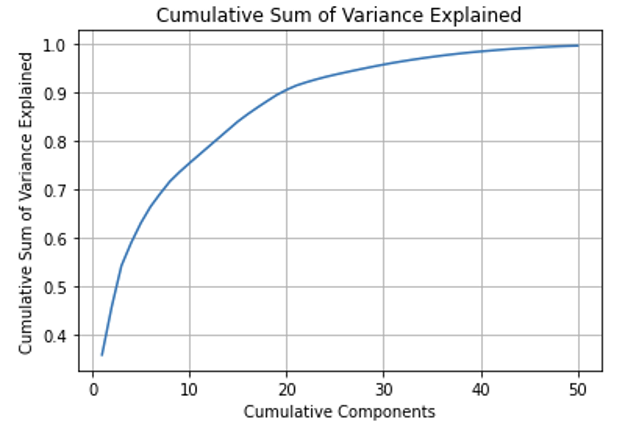 Cumulative Sum of Variance Explained
Cumulative Sum of Variance Explained
1.0
0.9
0.8
0.7
0.6
0.5
0.4
0 10 20 30 40 50
Cumulative Components